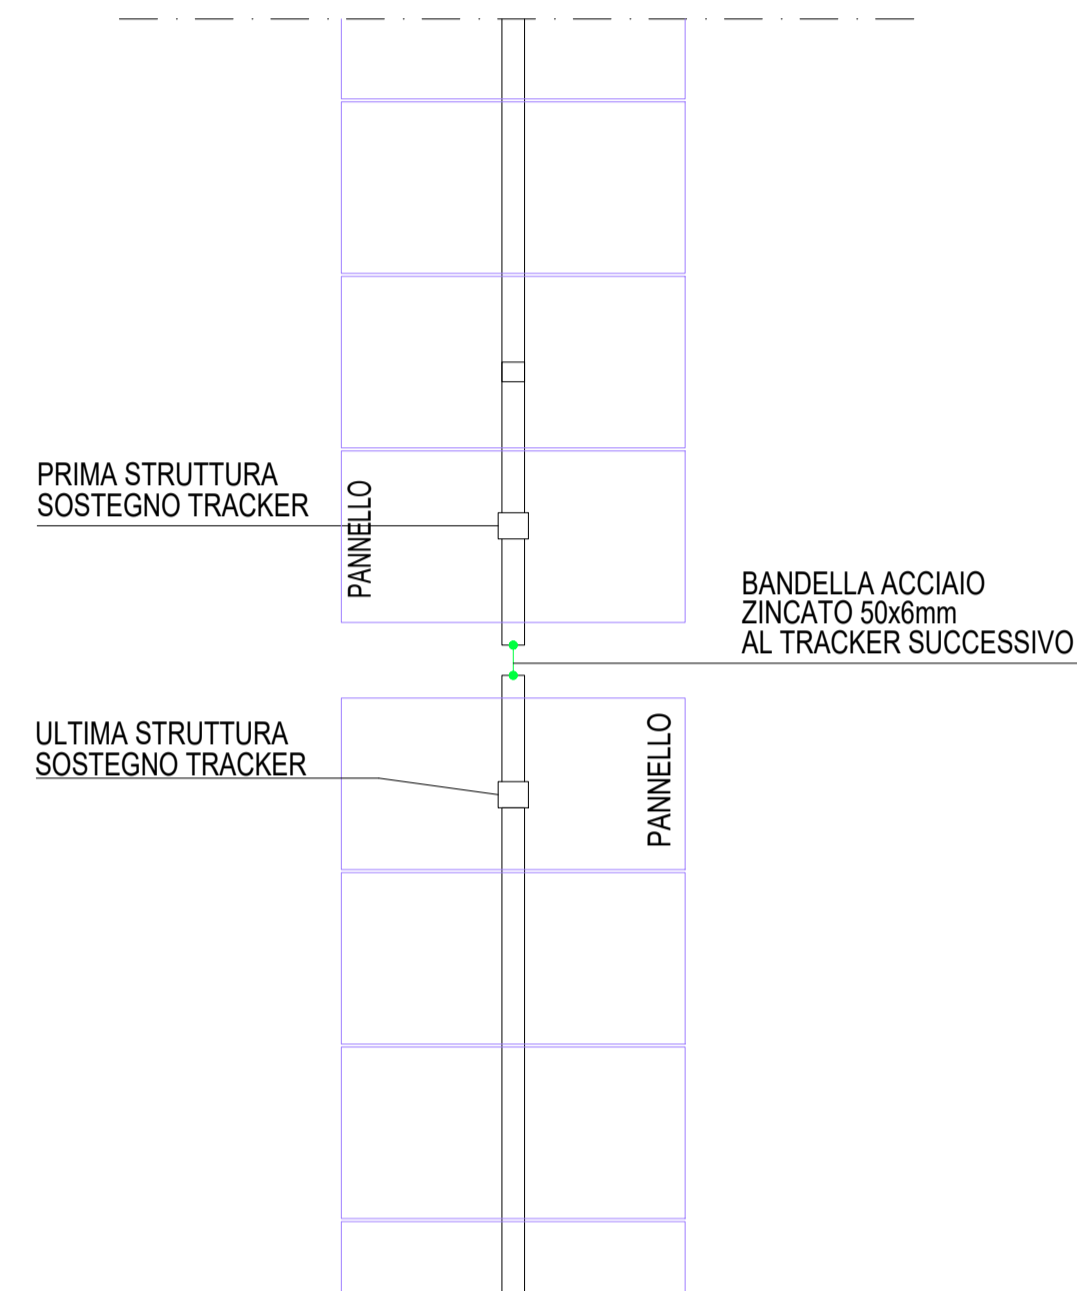 PRIMA STRUTTURA
SOSTEGNO TRACKER
PANNELLO
BANDELLA ACCIAIO
ZINCATO 50x6mm
AL TRACKER SUCCESSIVO
ULTIMA STRUTTURA
SOSTEGNO TRACKER
PANNELLO